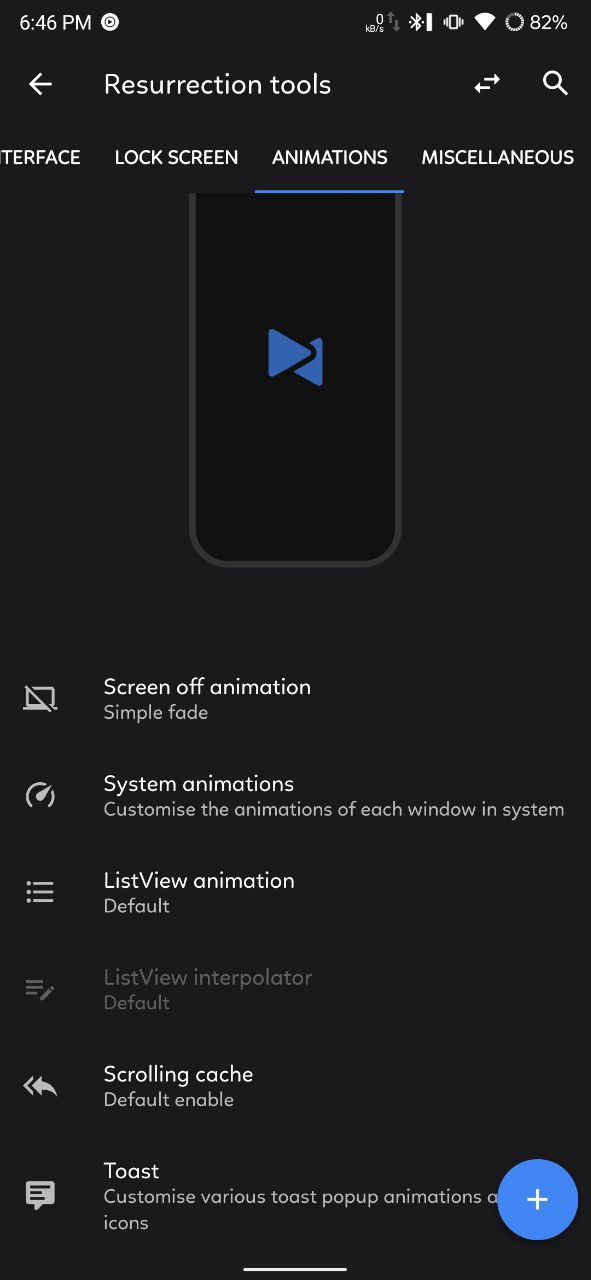 6:46 PM 0 kB/s 82%
Resurrection tools
TERFACE LOCK SCREEN ANIMATIONS MISCELLANEOUS
Screen off animation
Simple fade
System animations
Customise the animations of each window in system
ListView animation
Default
ListView interpolator
Default
Scrolling cache
Default enable
Toast
Customise various toast popup animations a
icons